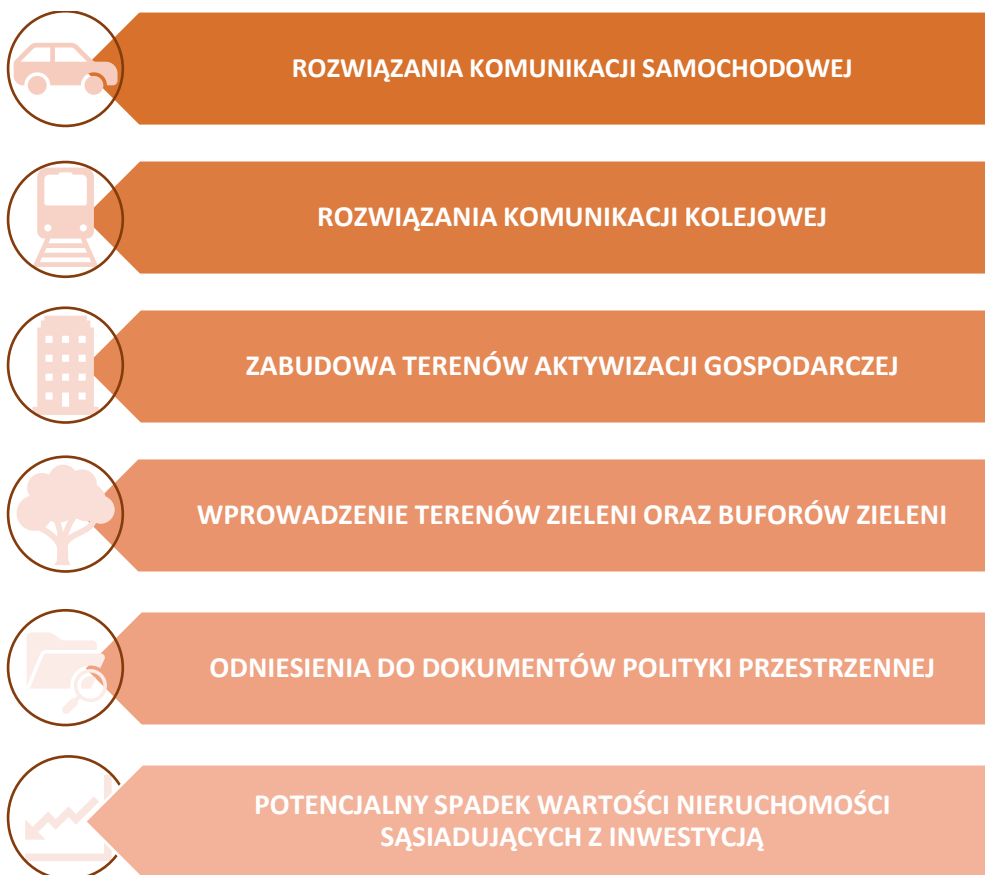 ROZWIĄZANIA KOMUNIKACJI SAMOCHODOWEJ
ROZWIĄZANIA KOMUNIKACJI KOLEJOWEJ
ZABUDOWA TERENÓW AKTYWIZACJI GOSPODARCZEJ
WPROWADZENIE TERENÓW ZIELENI ORAZ BUFORÓW ZIELENI
ODNIESIENIA DO DOKUMENTÓW POLITYKI PRZESTRZENNEJ
POTENCJALNY SPADEK WARTOŚCI NIERUCHOMOŚCI
SĄSIADUJĄCYCH Z INWESTYCJĄ